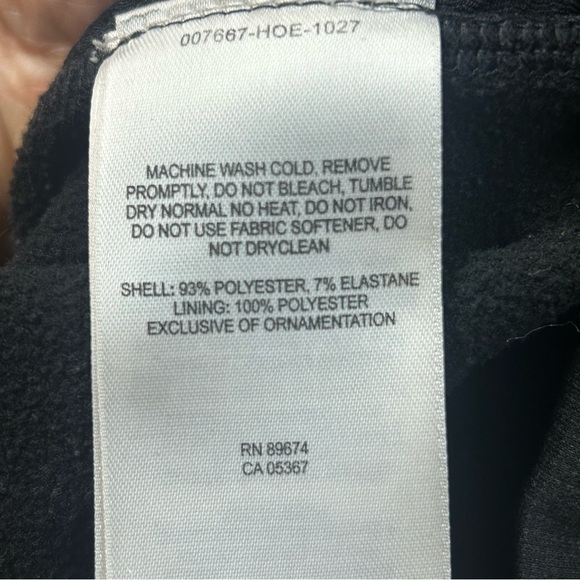 007667-HOE-1027
MACHINE WASH COLD, REMOVE
PROMPTLY, DO NOT BLEACH, TUMBLE
DRY NORMAL NO HEAT, DO NOT IRON,
DO NOT USE FABRIC SOFTENER, DO
NOT DRYCLEAN
SHELL: 93% POLYESTER, 7% ELASTANE
LINING: 100% POLYESTER
EXCLUSIVE OF ORNAMENTATION
RN 89674
CA 05367